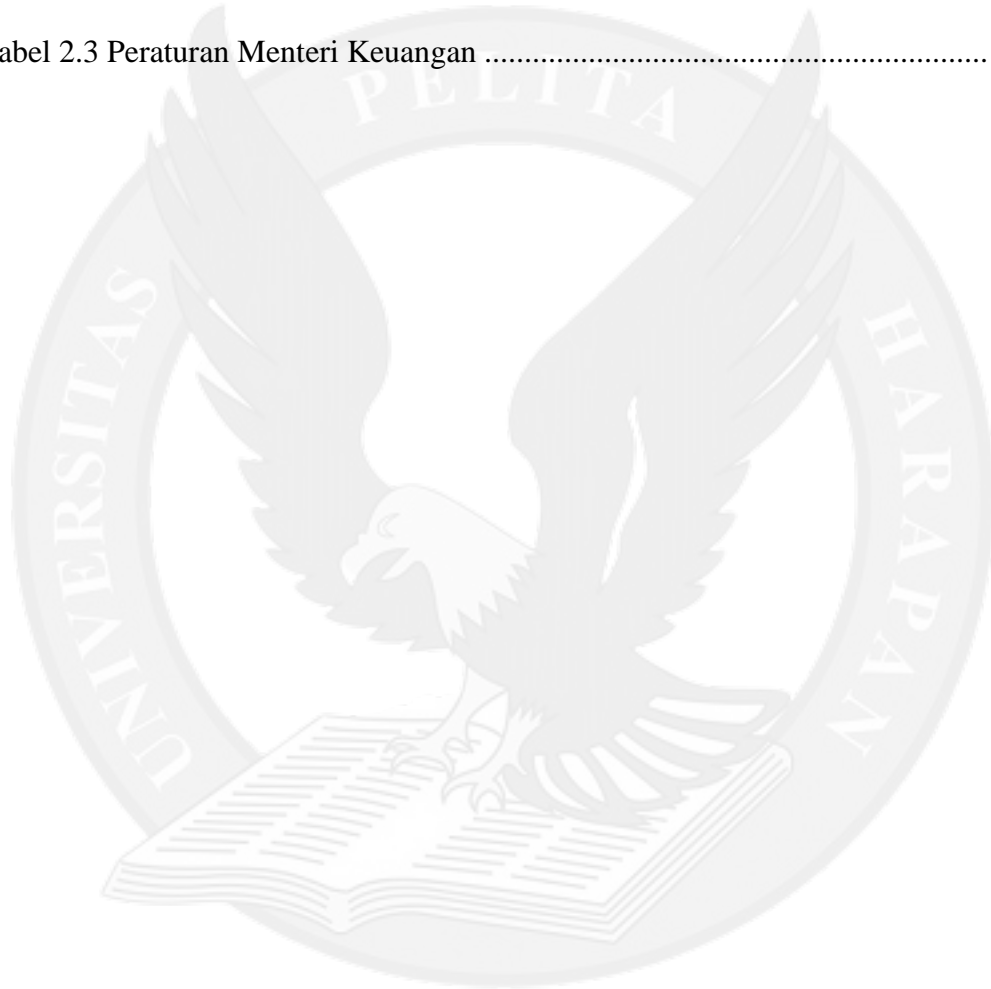 abel 2.3 Peraturan Menteri Keuangan ...............................................................
PELITA
UNIVERSITAS
HARAPAN